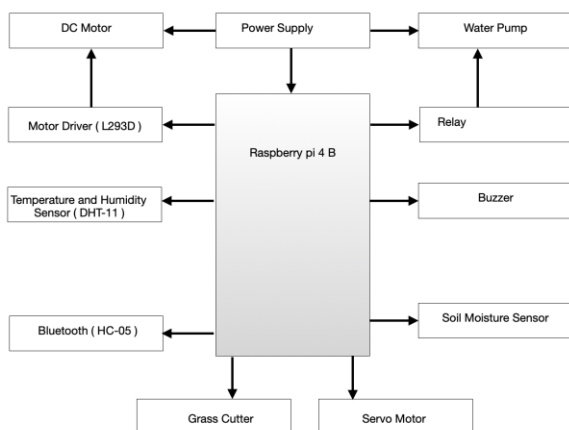 DC Motor
Power Supply
Water Pump
Motor Driver ( L293D )
Raspberry pi 4 B
Relay
Temperature and Humidity
Sensor ( DHT-11 )
Buzzer
Bluetooth ( HC-05 )
Soil Moisture Sensor
Grass Cutter
Servo Motor